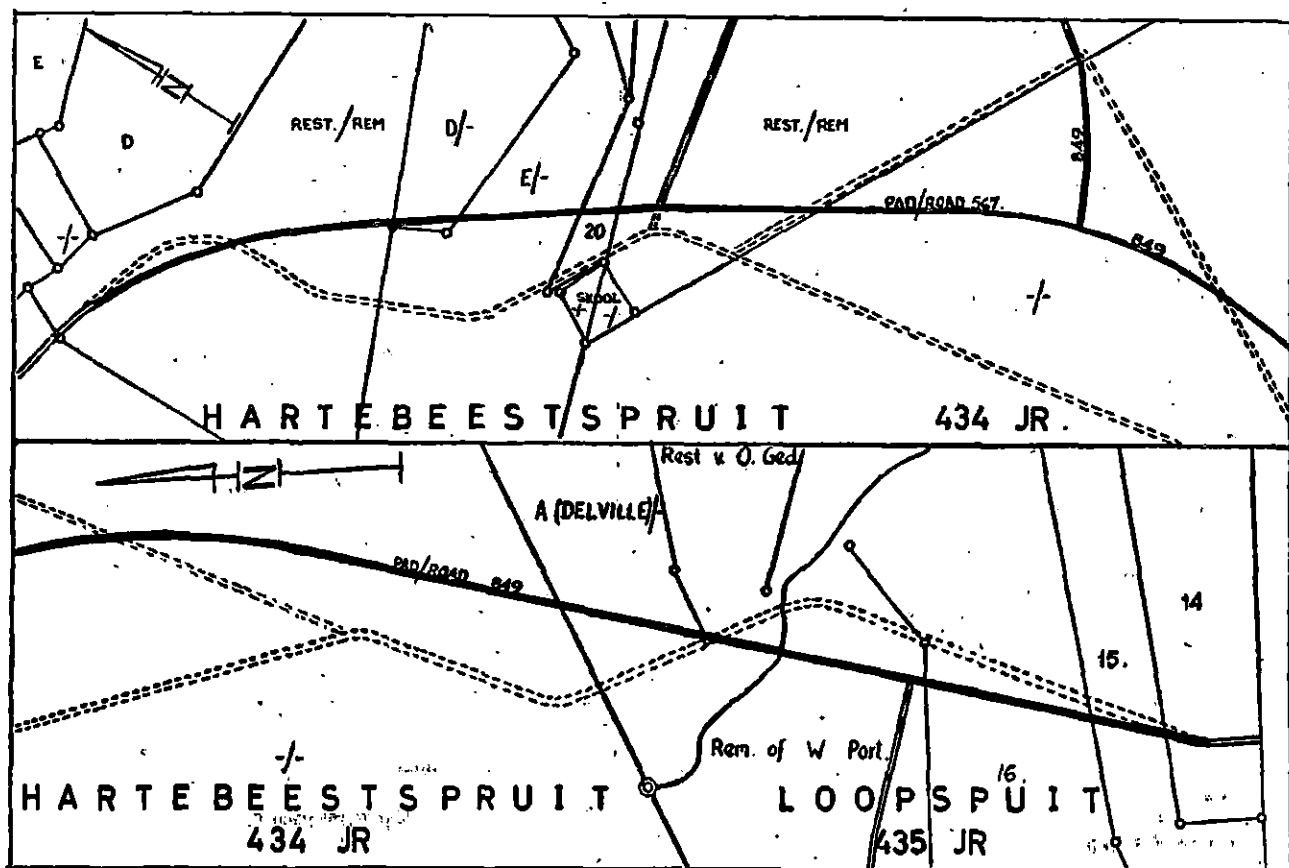 E
N
D
REST./REM
D/-
REST./REM
E/-
849
PAD/ROAD 567.
-/-
20
849
SKOOL
-/-
-/-
HARTEBEESTSPRUIT 434 JR.
N
Rest v. O. Ged
A (DELVILLE)/-
PAD/ROAD 849
14
15.
Rem. of W Port.
-/-
16.
HARTEBEESTSPRUIT LOOPSPUIT
434 JR 435 JR